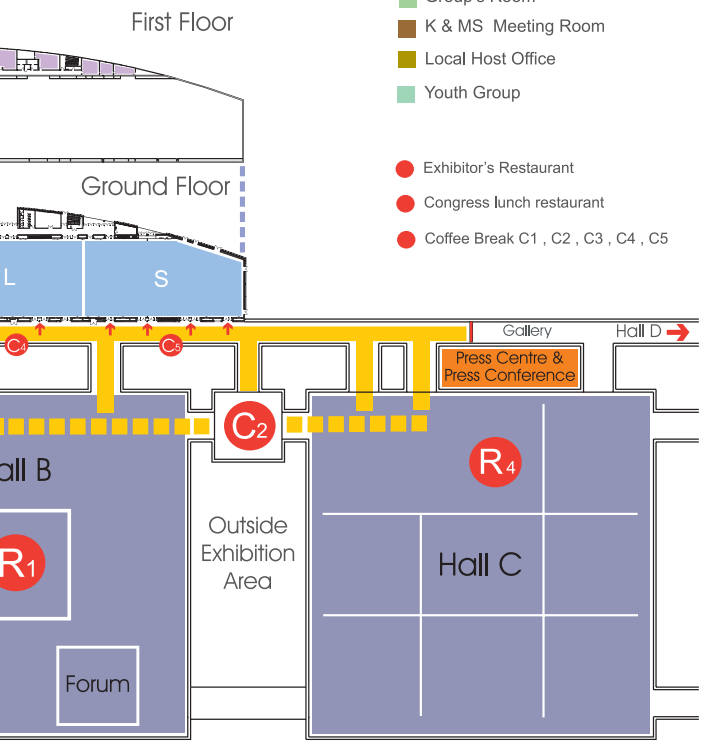 Group's Room
First Floor
K & MS Meeting Room
Local Host Office
Youth Group
Exhibitor's Restaurant
Ground Floor
Congress lunch restaurant
Coffee Break C1 , C2 , C3 , C4 , C5
L
S
Gallery
Hall D
C4
C5
Press Centre &
Press Conference
C2
R4
all B
Outside
Exhibition
Area
Hall C
R1
Forum